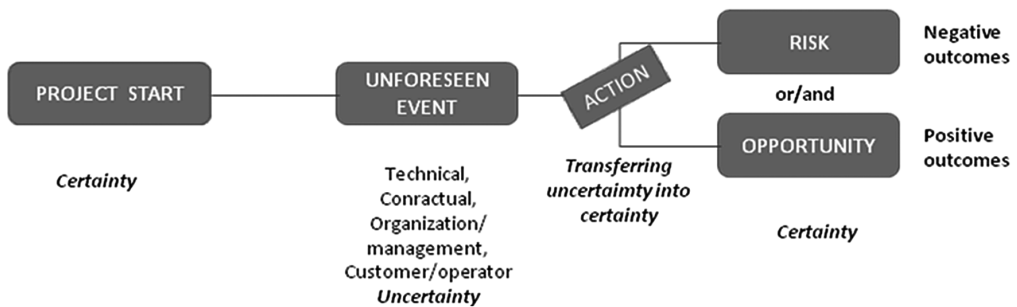 PROJECT START
Certainty
UNFORESEEN
EVENT
Technical,
Conractual,
Organization/
management,
Customer/operator
Uncertainty
ACTION
Transferring
uncertaimty into
certainty
RISK
Negative
outcomes
or/and
OPPORTUNITY
Positive
outcomes
Certainty